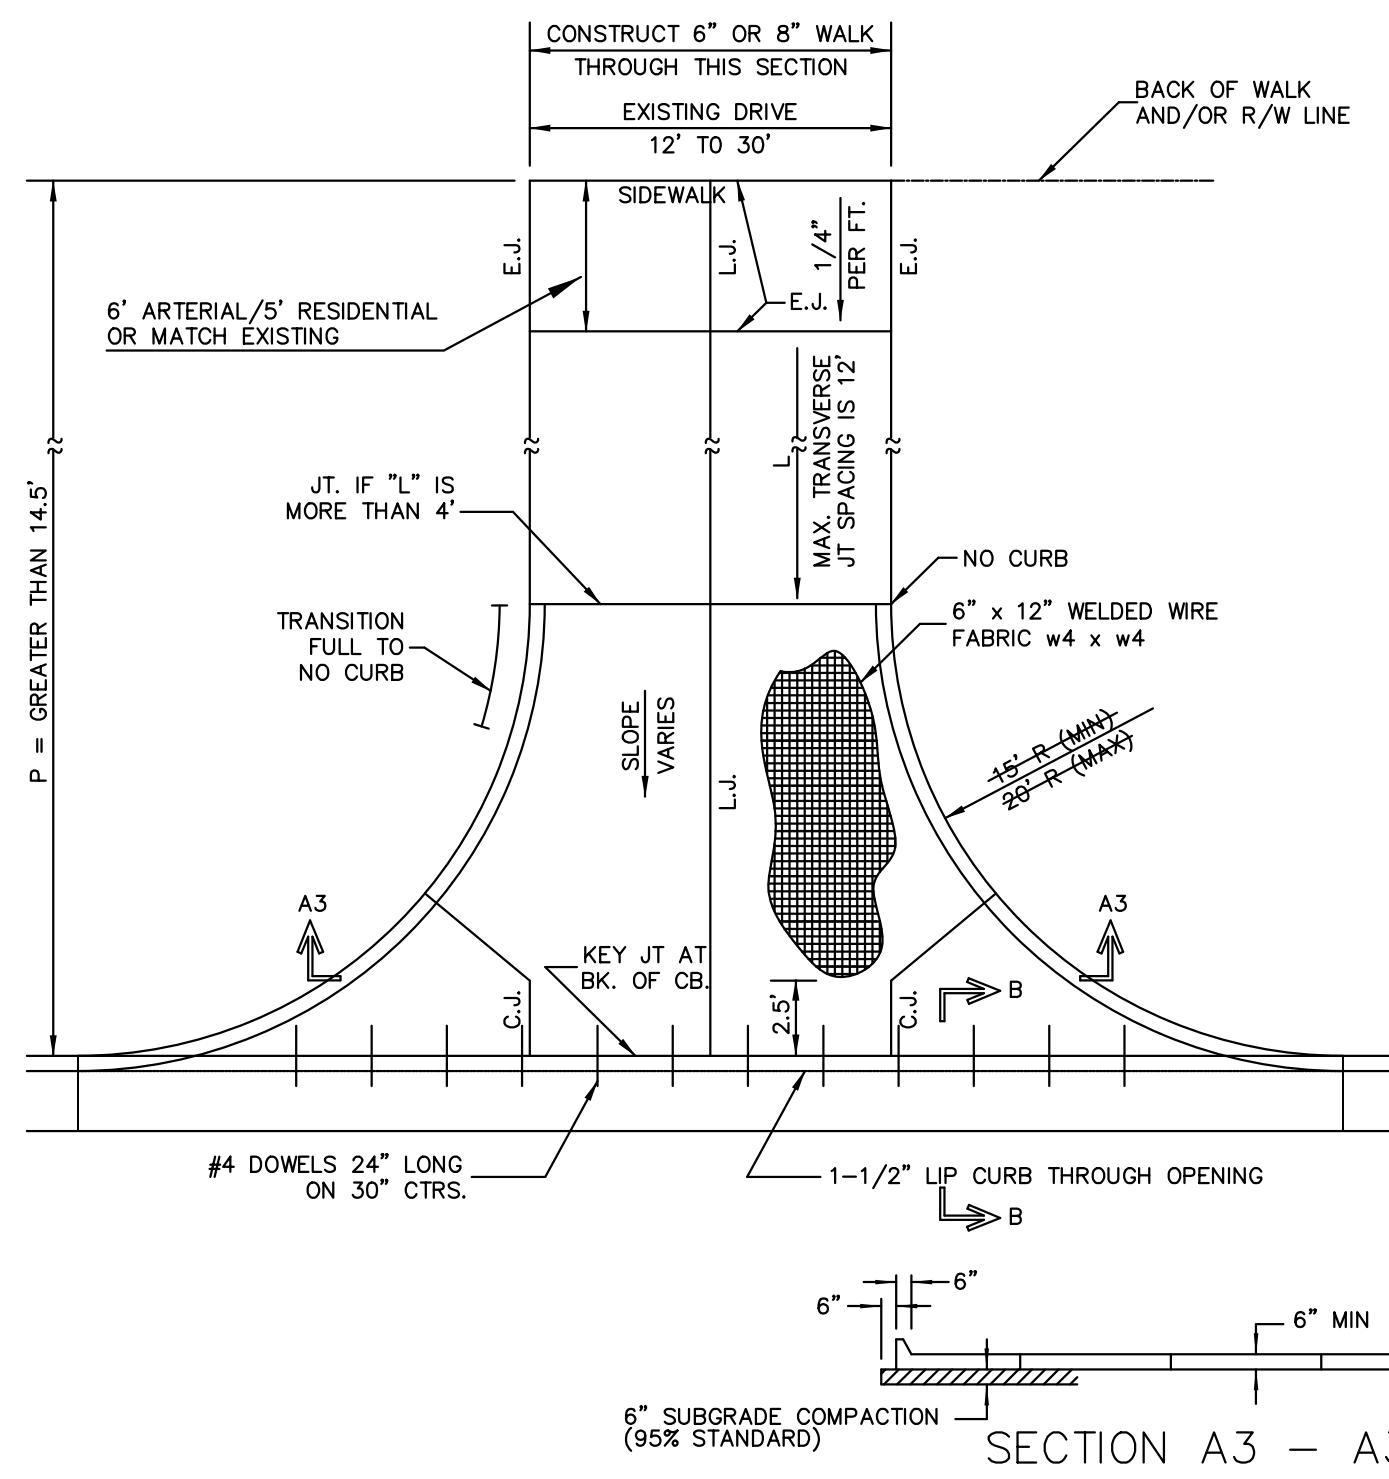 CONSTRUCT 6" OR 8" WALK
THROUGH THIS SECTION
EXISTING DRIVE
12' TO 30'
BACK OF WALK
AND/OR R/W LINE
SIDEWALK
E.J.
L.J.
1/4"
PER FT.
E.J.
E.J.
6' ARTERIAL/5' RESIDENTIAL
OR MATCH EXISTING
L
MAX. TRANSVERSE
JT SPACING IS 12'
JT. IF "L" IS
MORE THAN 4'
P = GREATER THAN 14.5'
NO CURB
6" x 12" WELDED WIRE
FABRIC w4 x w4
TRANSITION
FULL TO
NO CURB
SLOPE
VARIES
L.J.
15' R (MIN)
20' R (MAX)
A3
A3
KEY JT AT
BK. OF CB.
C.J.
2.5'
C.J.
B
#4 DOWELS 24" LONG
ON 30" CTRS.
1-1/2" LIP CURB THROUGH OPENING
B
6"
6"
6" MIN
6" SUBGRADE COMPACTION
(95% STANDARD)
SECTION A3 - A3